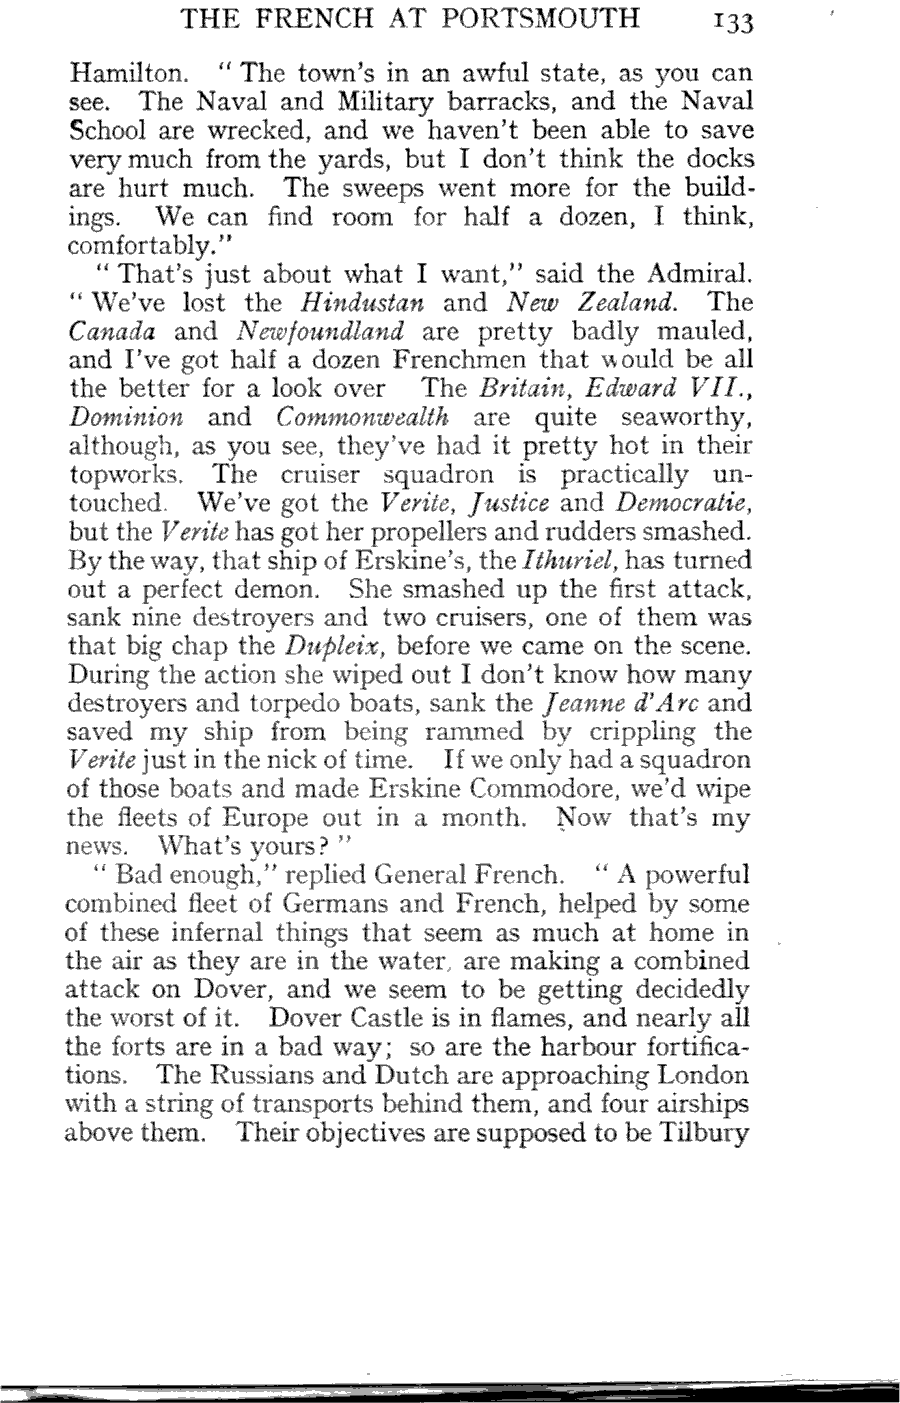 THE FRENCH AT PORTSMOUTH 133
Hamilton. “ The town's in an awful state, as you can
see. The Naval and Military barracks, and the Naval
School are wrecked, and we haven't been able to save
very much from the yards, but I don't think the docks
are hurt much. The sweeps went more for the build-
ings. We can find room for half a dozen, I think,
comfortably.”
“ That's just about what I want,” said the Admiral.
“ We've lost the Hindustan and New Zealand. The
Canada and Newfoundland are pretty badly mauled,
and I've got half a dozen Frenchmen that would be all
the better for a look over The Britain, Edward VII.,
Dominion and Commonwealth are quite seaworthy,
although, as you see, they've had it pretty hot in their
topworks. The cruiser squadron is practically un-
touched. We've got the Verite, Justice and Democratie,
but the Verite has got her propellers and rudders smashed.
By the way, that ship of Erskine's, the Ithuriel, has turned
out a perfect demon. She smashed up the first attack,
sank nine destroyers and two cruisers, one of them was
that big chap the Dupleix, before we came on the scene.
During the action she wiped out I don't know how many
destroyers and torpedo boats, sank the Jeanne d'Arc and
saved my ship from being rammed by crippling the
Verite just in the nick of time. If we only had a squadron
of those boats and made Erskine Commodore, we'd wipe
the fleets of Europe out in a month. Now that's my
news. What's yours? ”
“ Bad enough,” replied General French. “ A powerful
combined fleet of Germans and French, helped by some
of these infernal things that seem as much at home in
the air as they are in the water, are making a combined
attack on Dover, and we seem to be getting decidedly
the worst of it. Dover Castle is in flames, and nearly all
the forts are in a bad way; so are the harbour fortifica-
tions. The Russians and Dutch are approaching London
with a string of transports behind them, and four airships
above them. Their objectives are supposed to be Tilbury